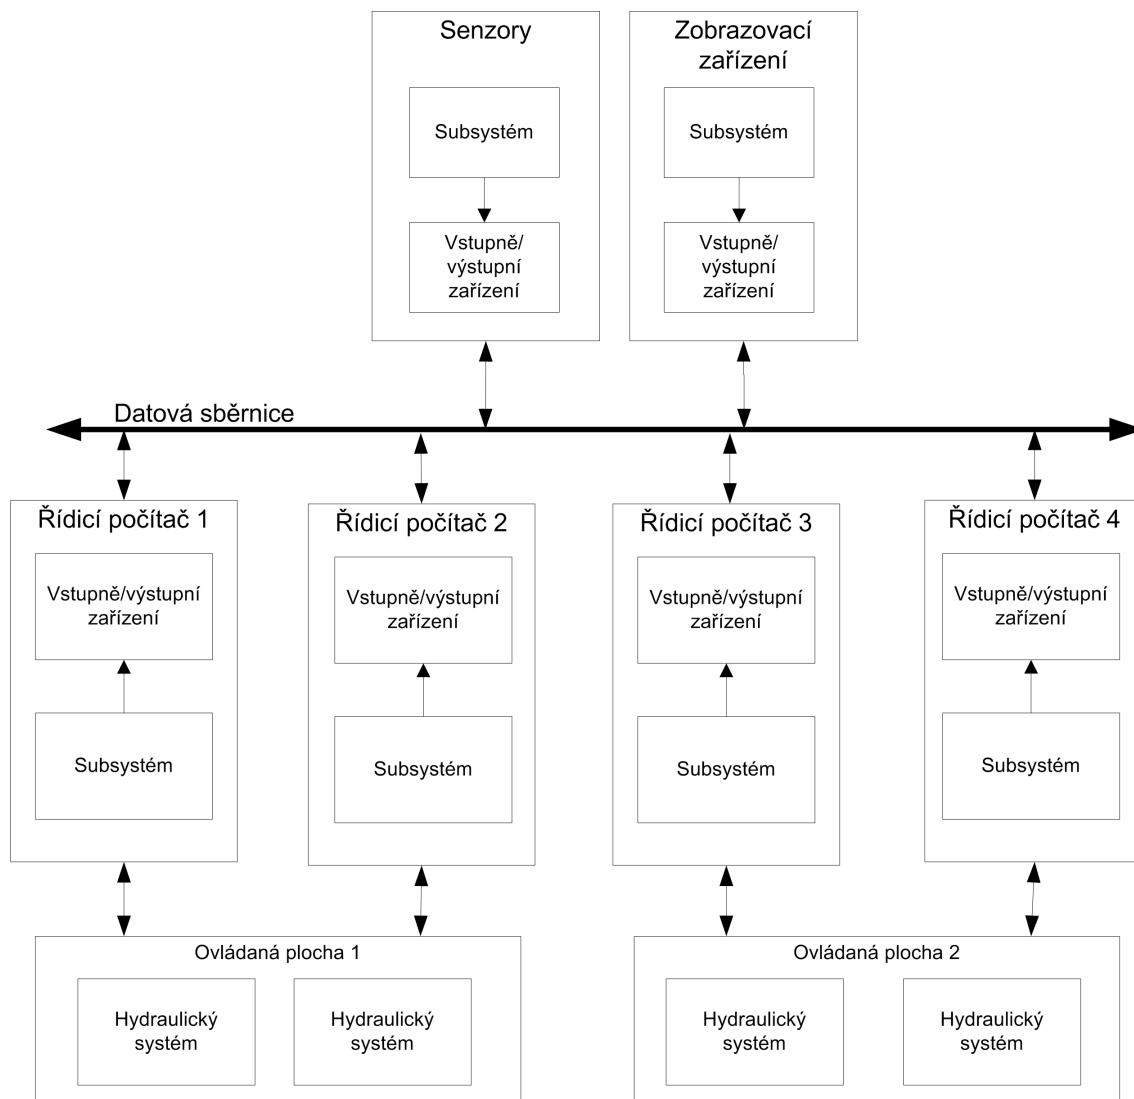 Senzory
Subsystém
Vstupně/
výstupní
zařízení
Zobrazovací
zařízení
Subsystém
Vstupně/
výstupní
zařízení
Datová sběrnice
Řídicí počítač 1
Vstupně/výstupní
zařízení
Subsystém
Řídicí počítač 2
Vstupně/výstupní
zařízení
Subsystém
Řídicí počítač 3
Vstupně/výstupní
zařízení
Subsystém
Řídicí počítač 4
Vstupně/výstupní
zařízení
Subsystém
Ovládaná plocha 1
Hydraulický
systém
Hydraulický
systém
Ovládaná plocha 2
Hydraulický
systém
Hydraulický
systém